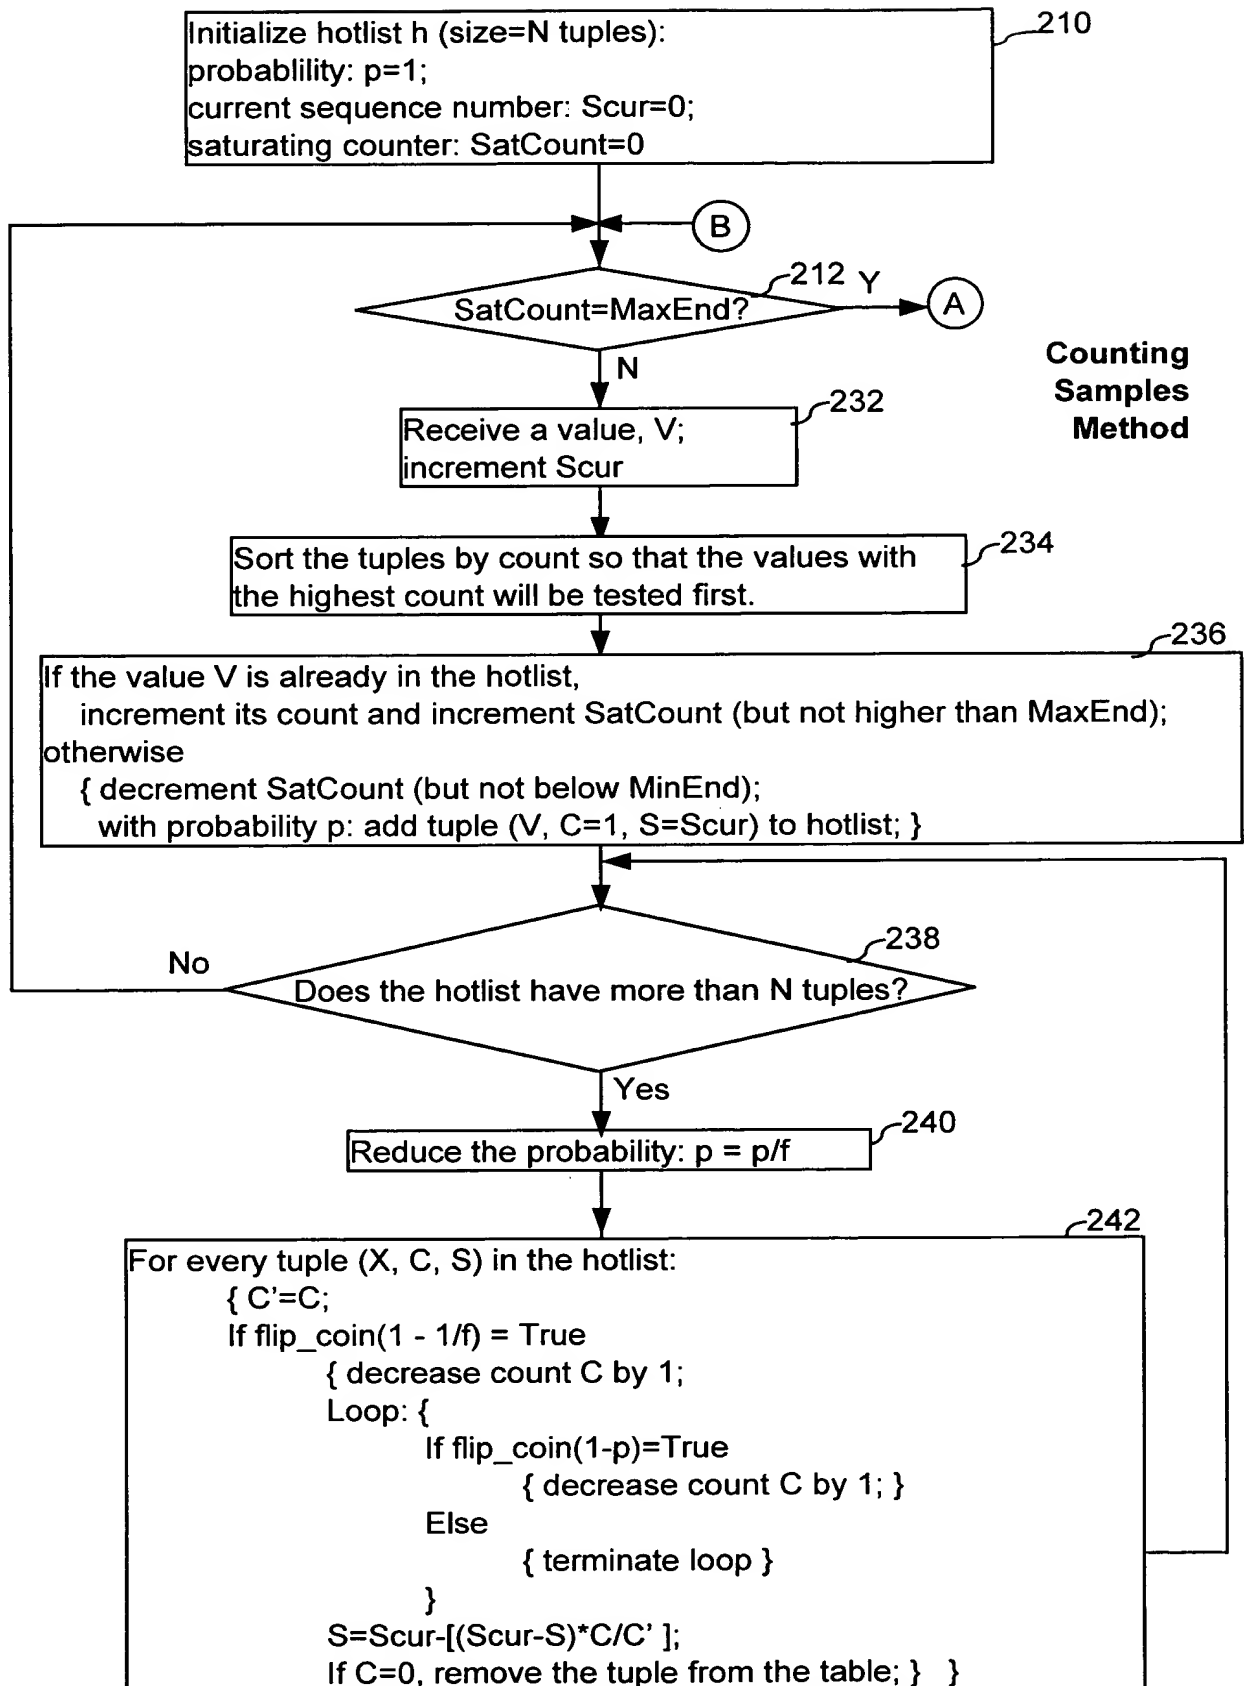 Initialize hotlist h (size=N tuples):
probablility: p=1;
current sequence number: Scur=0;
saturating counter: SatCount=0
210
B
SatCount=MaxEnd?
212
Y
A
N
Counting
Samples
Method
Receive a value, V;
increment Scur
232
Sort the tuples by count so that the values with
the highest count will be tested first.
234
236
If the value V is already in the hotlist,
increment its count and increment SatCount (but not higher than MaxEnd);
otherwise
{ decrement SatCount (but not below MinEnd);
with probability p: add tuple (V, C=1, S=Scur) to hotlist; }
238
No
Does the hotlist have more than N tuples?
Yes
Reduce the probability: p = p/f
240
242
For every tuple (X, C, S) in the hotlist:
{ C'=C;
If flip_coin(1 - 1/f) = True
{ decrease count C by 1;
Loop: {
If flip_coin(1-p)=True
{ decrease count C by 1; }
Else
{ terminate loop }
}
S=Scur-[(Scur-S)*C/C' ];
If C=0, remove the tuple from the table; } }